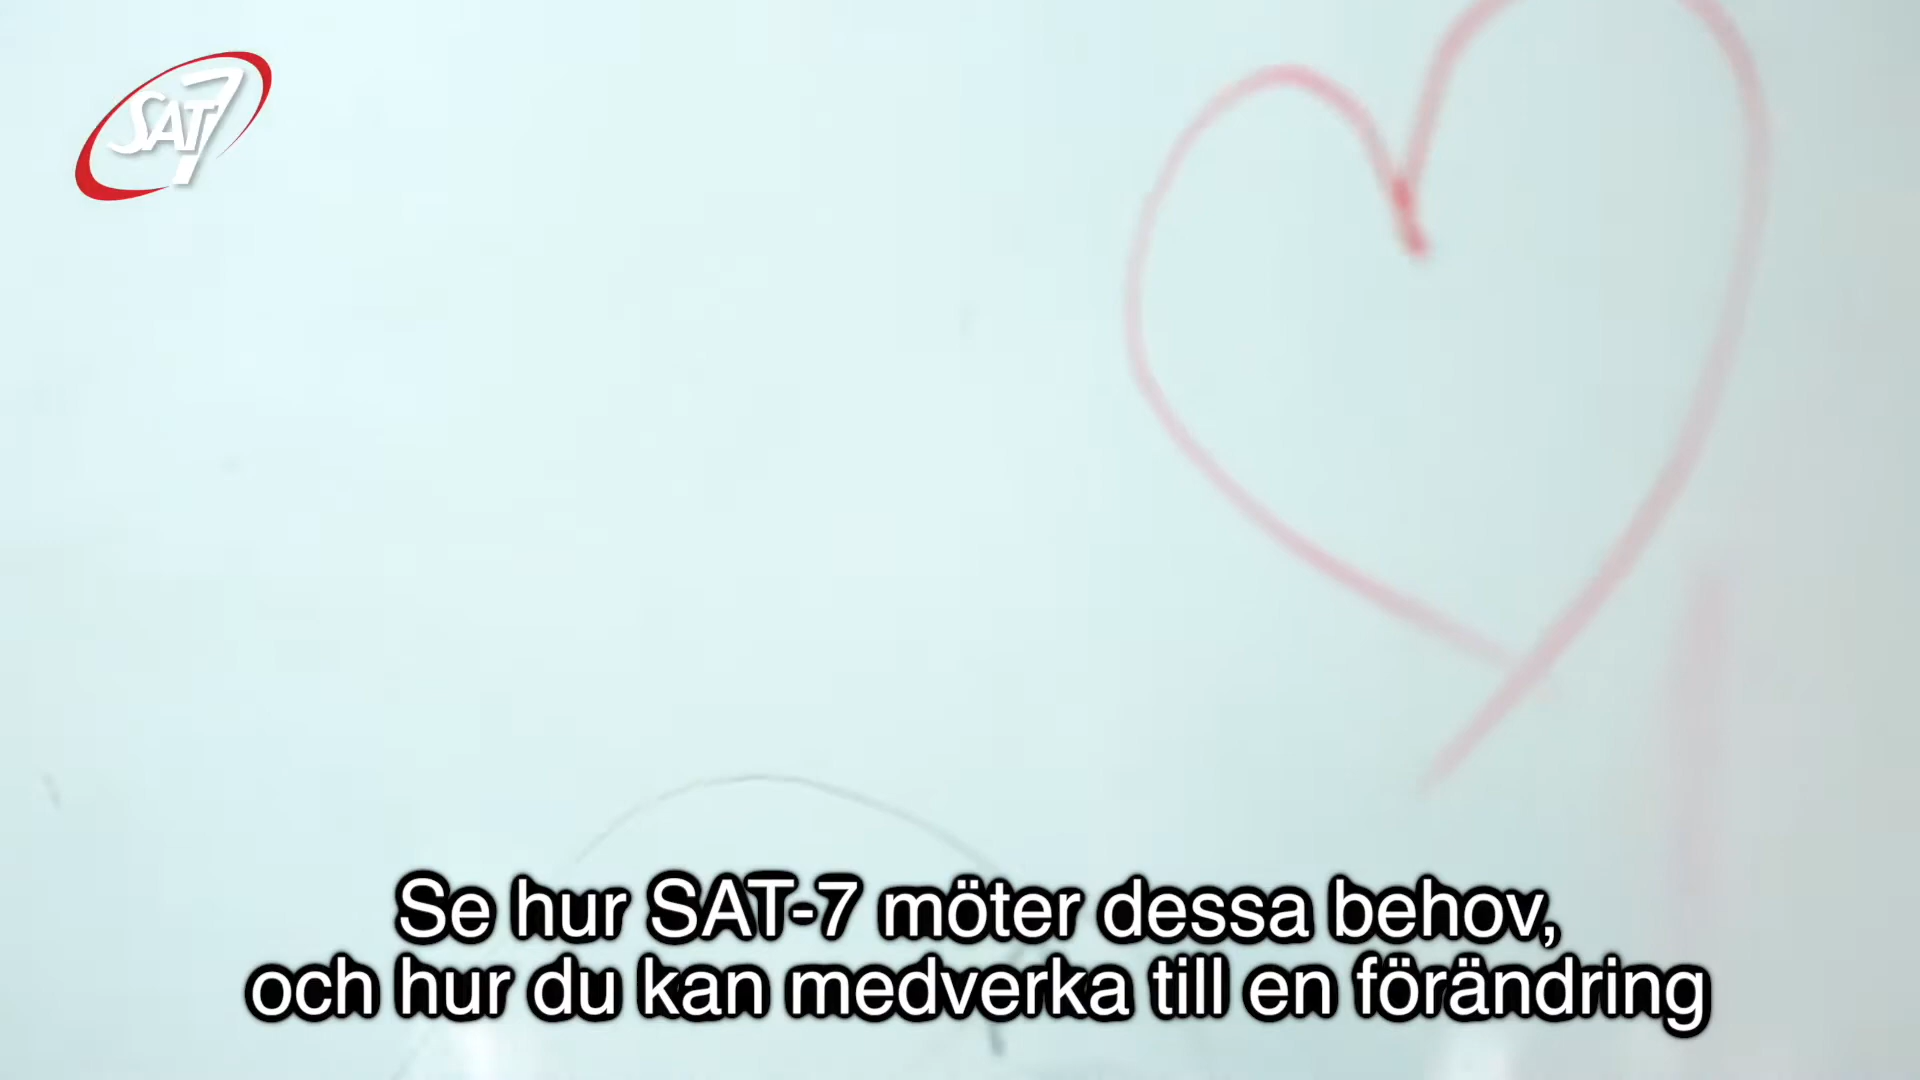 SAT7
Se hur SAT-7 möter dessa behov,
och hur du kan medverka till en förändring